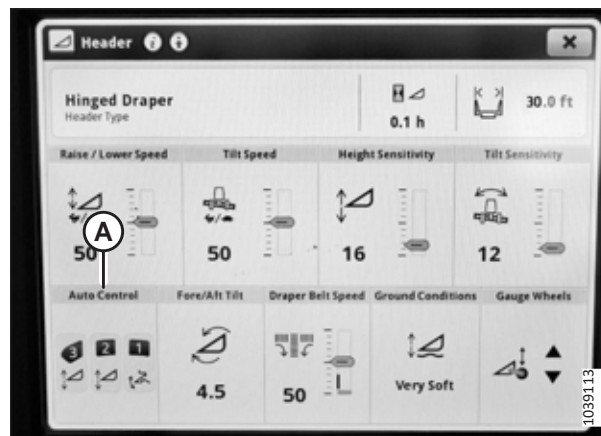 Header
Hinged Draper
Header Type
0.1 h
30.0 ft
Raise / Lower Speed
Tilt Speed
Height Sensitivity
Tilt Sensitivity
50
50
16
12
A
Auto Control
Fore/Aft Tilt
Draper Belt Speed
Ground Conditions
Gauge Wheels
3 2 1
4.5
50
Very Soft
1039113